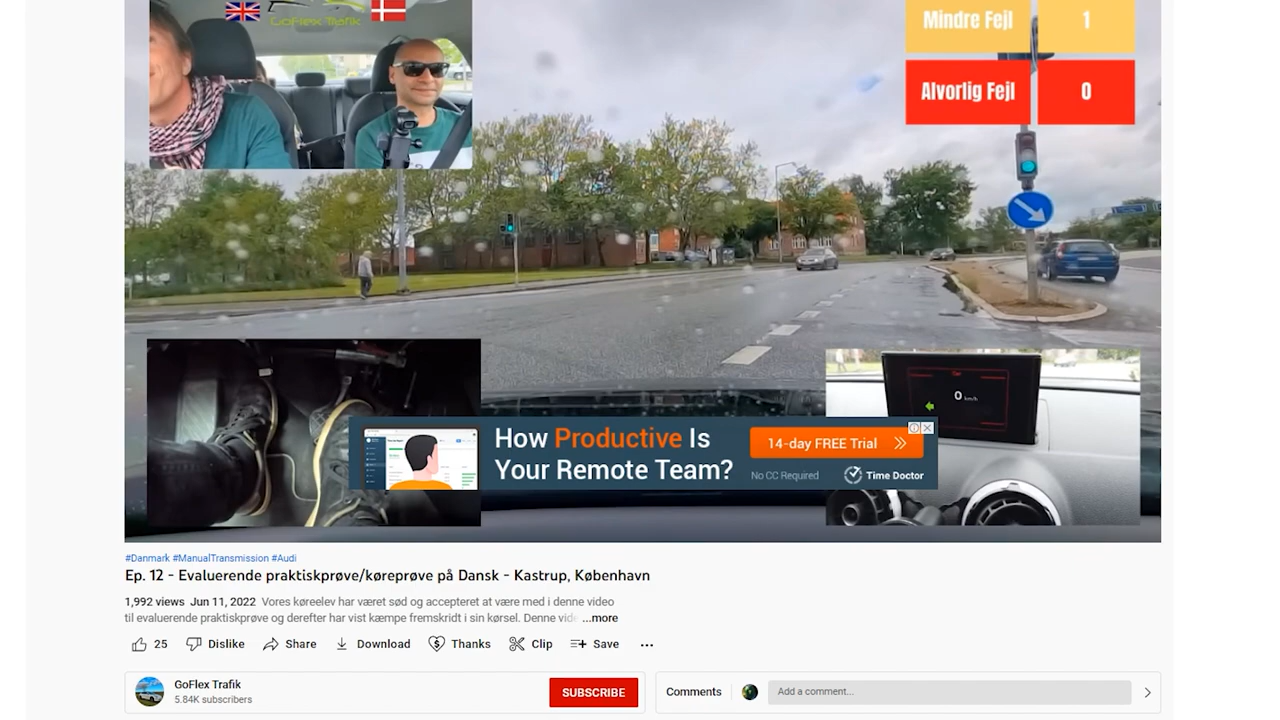 GoFlex Trafik
Mindre Fejl 1
Alvorlig Fejl 0
0 km/h
How Productive Is
Your Remote Team?
14-day FREE Trial
No CC Required
Time Doctor
#Danmark #ManualTransmission #Audi
Ep. 12 - Evaluerende praktiskprøve/køreprøve på Dansk - Kastrup, København
1,992 views Jun 11, 2022 Vores køreelev har været sød og accepteret at være med i denne video
til evaluerende praktiskprøve og derefter har vist kæmpe fremskridt i sin kørsel. Denne vide ...more
25 Dislike Share Download Thanks Clip Save
GoFlex Trafik
5.84K subscribers
SUBSCRIBE
Comments
Add a comment...